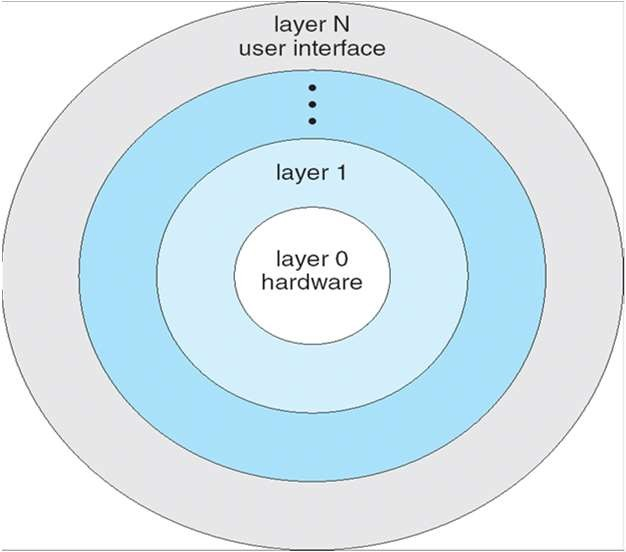 layer N
user interface
layer 1
layer 0
hardware